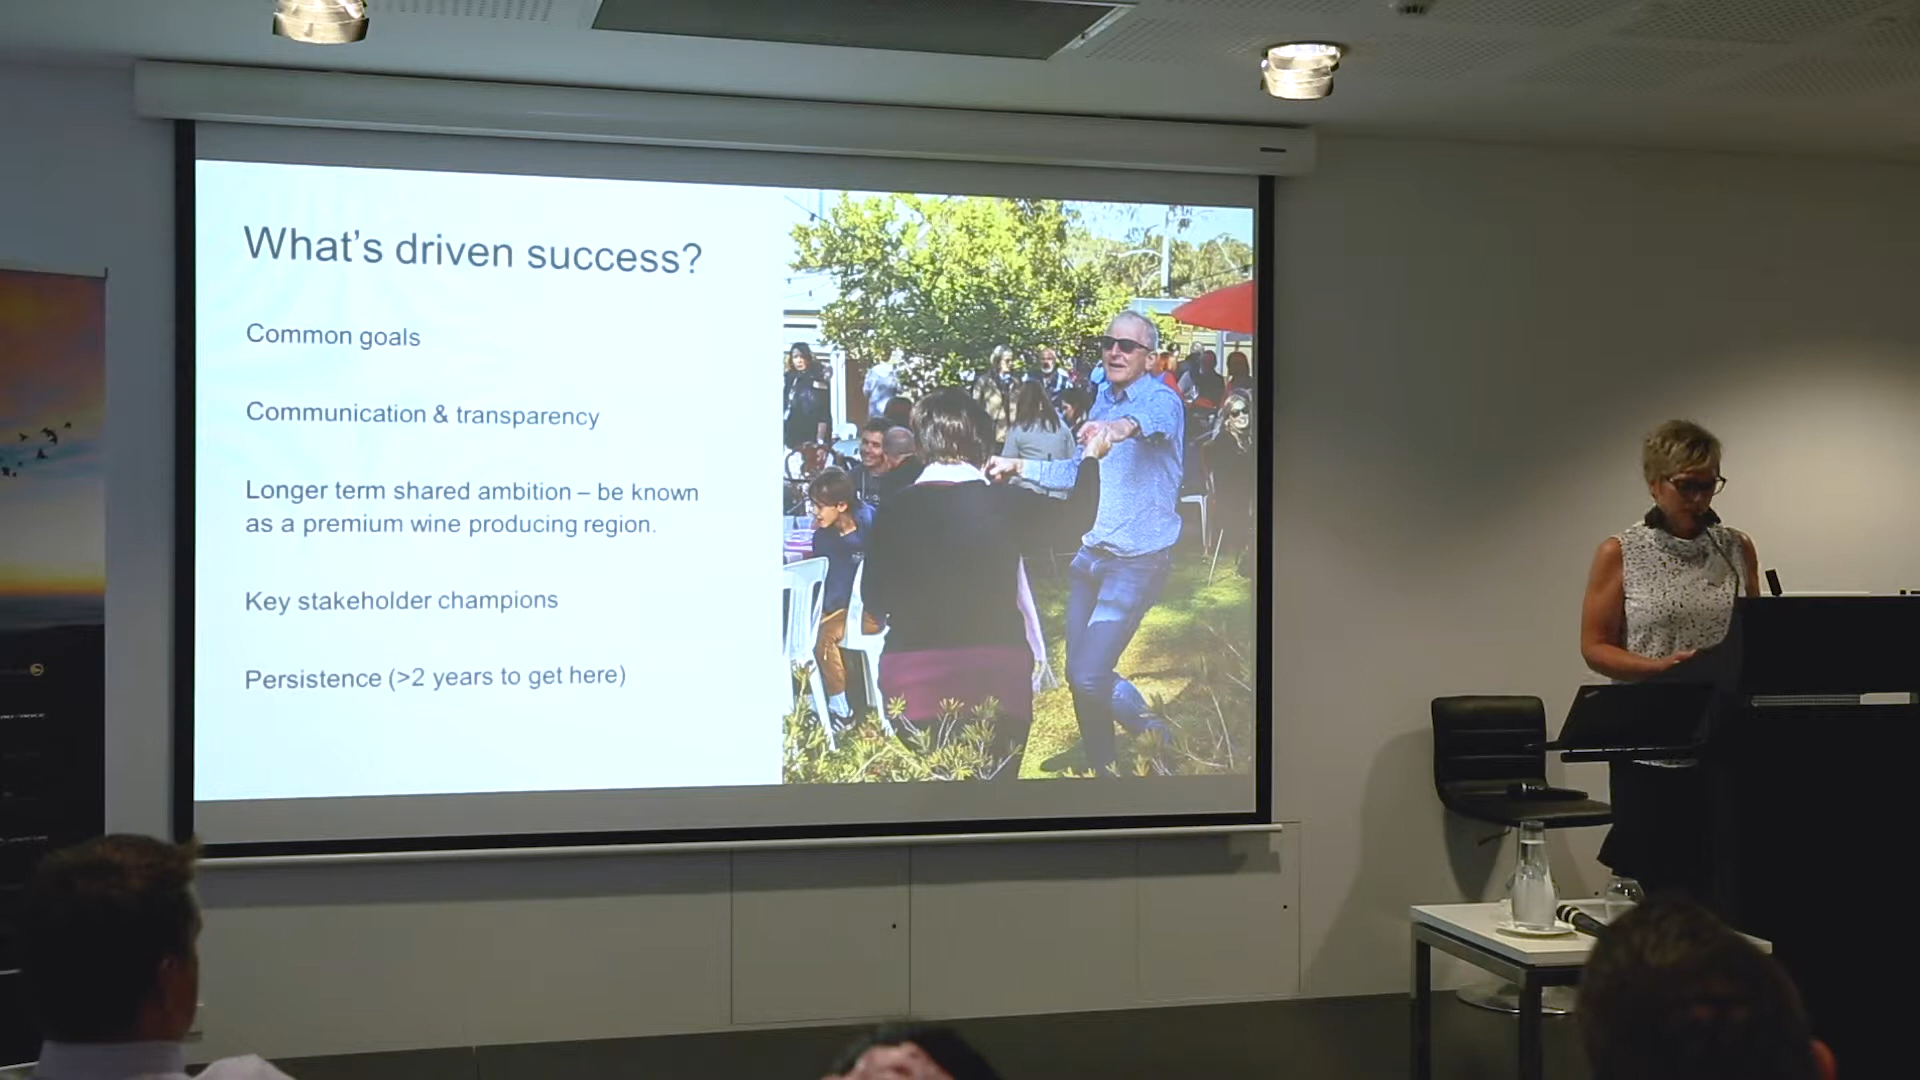 What's driven success?
Common goals
Communication & transparency
Longer term shared ambition – be known
as a premium wine producing region.
Key stakeholder champions
Persistence (>2 years to get here)